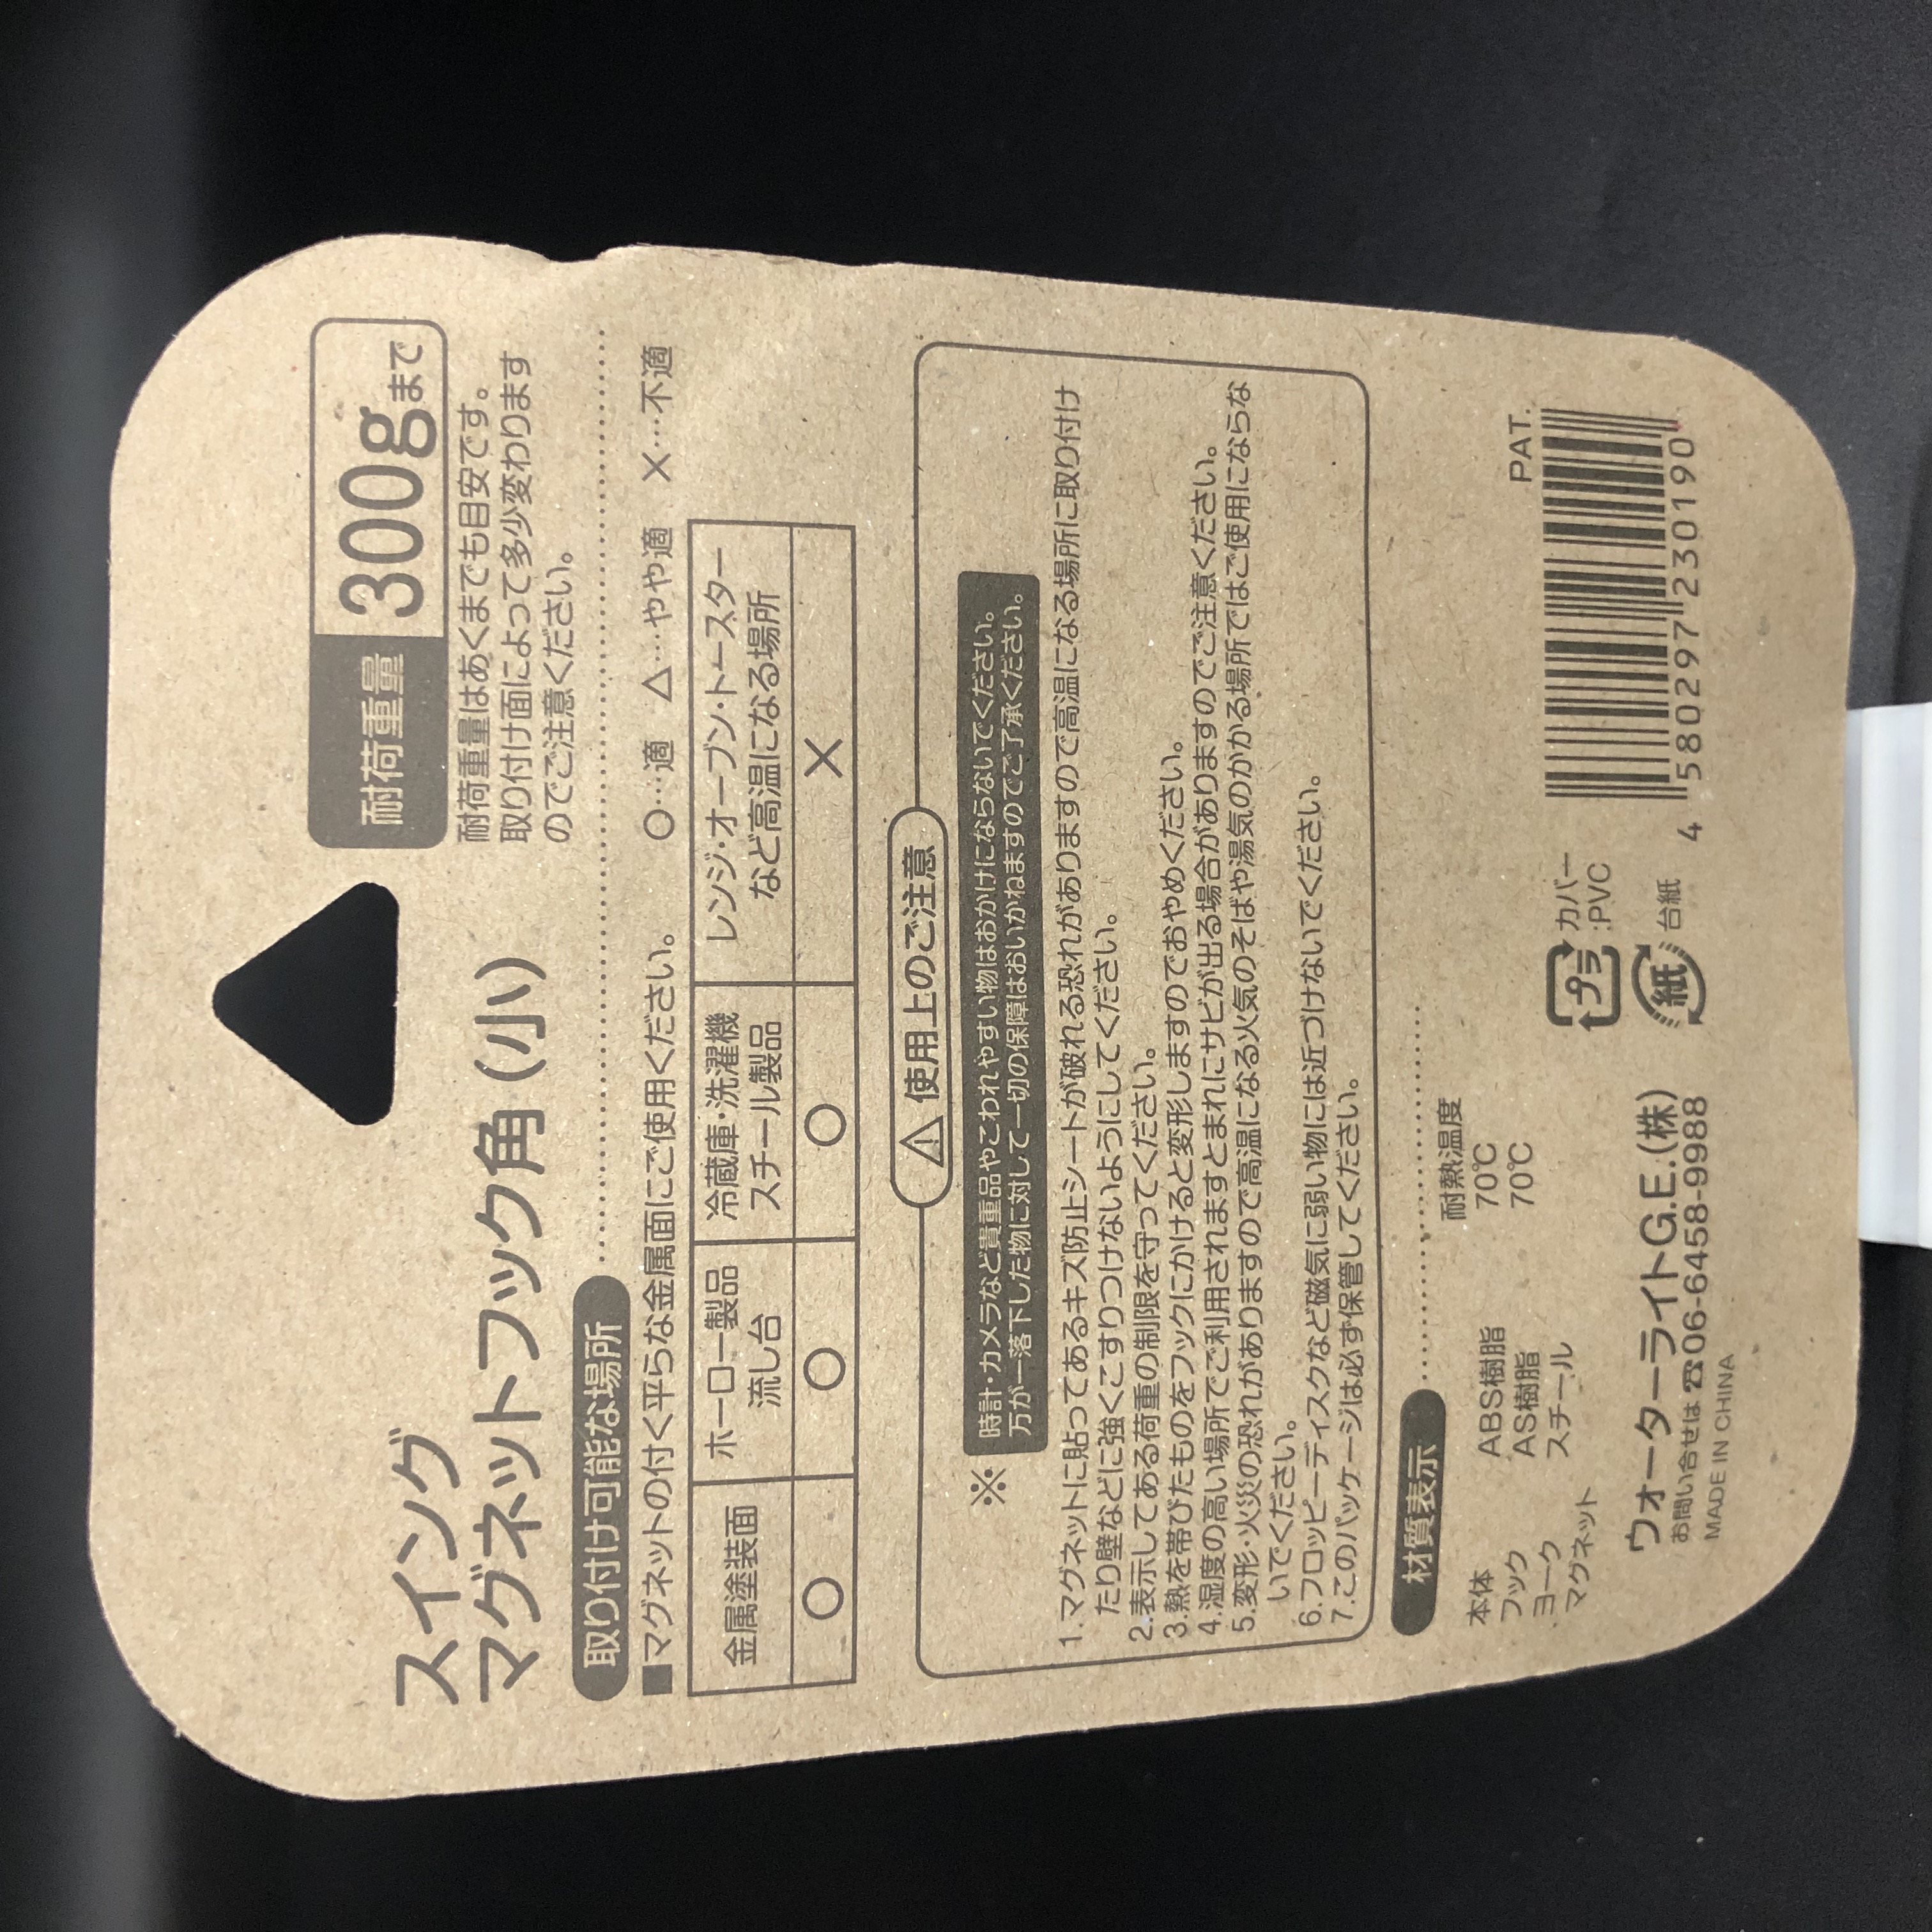 スイング
マグネットフック角(小)
耐荷重量 300gまで
耐荷重量はあくまでも目安です。
取り付け面によって多少変わります
のでご注意ください。
取り付け可能な場所
■マグネットの付く平らな金属面にご使用ください。
○…適 △…やや適 ×…不適
金属塗装面
ホーロー製品
流し台
冷蔵庫・洗濯機
スチール製品
レンジ・オーブン・トースター
など高温になる場所
○ ○ ○ ×
⚠ 使用上のご注意
※ 時計・カメラなど貴重品やこわれやすい物はおかけにならないでください。
万が一落下した物に対して一切の保障はおいかねますのでご了承ください。
1.マグネットに貼ってあるキズ防止シートが破れる恐れがありますので高温になる場所に取り付け
たり壁などに強くこすりつけないようにしてください。
2.表示してある荷重の制限を守ってください。
3.熱を帯びたものをフックにかけると変形しますのでおやめください。
4.湿度の高い場所でご利用されますとまれにサビが出る場合がありますのでご注意ください。
5.変形・火災の恐れがありますので高温になる火気のそばや湯気のかかる場所ではご使用にならな
いでください。
6.フロッピーディスクなど磁気に弱い物には近づけないでください。
7.このパッケージは必ず保管してください。
材質表示
耐熱温度
本体 ABS樹脂 70℃
フック AS樹脂 70℃
ヨーク スチール
マグネット
ウォーターライトG.E.(株)
お問い合せは ☎06-6458-9988
MADE IN CHINA
プラ カバー
:PVC
紙 台紙
PAT.
4 580297 230190